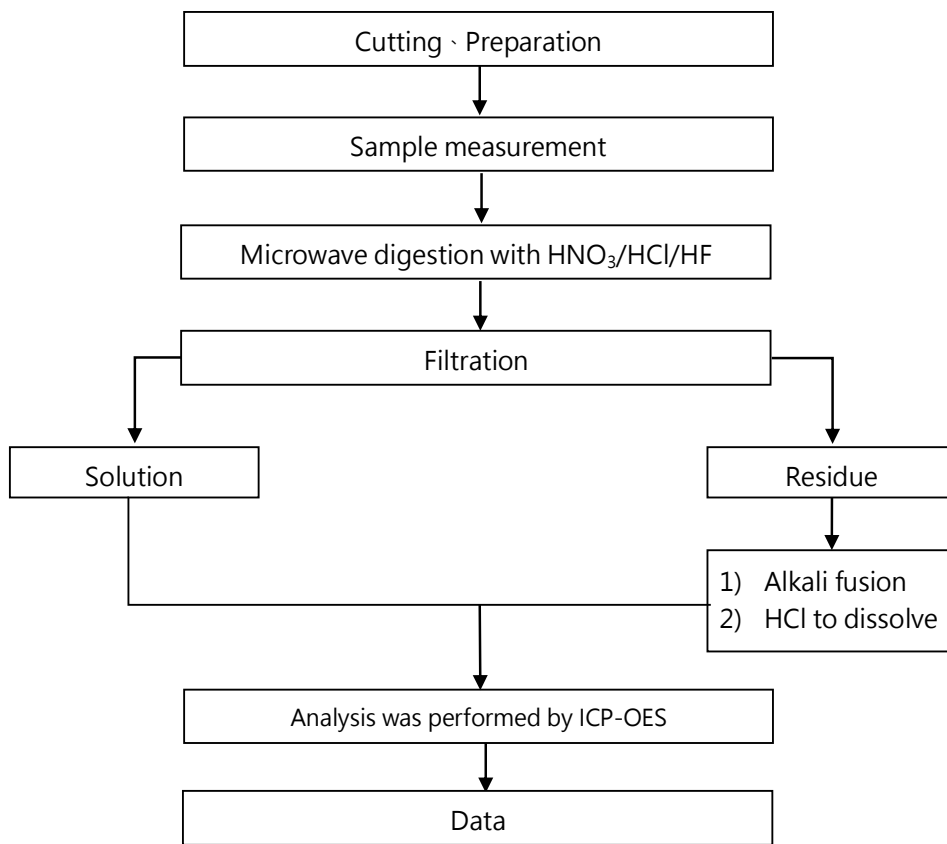 Cutting、Preparation
Sample measurement
Microwave digestion with HNO₃/HCl/HF
Filtration
Solution
Residue
1) Alkali fusion
2) HCl to dissolve
Analysis was performed by ICP-OES
Data